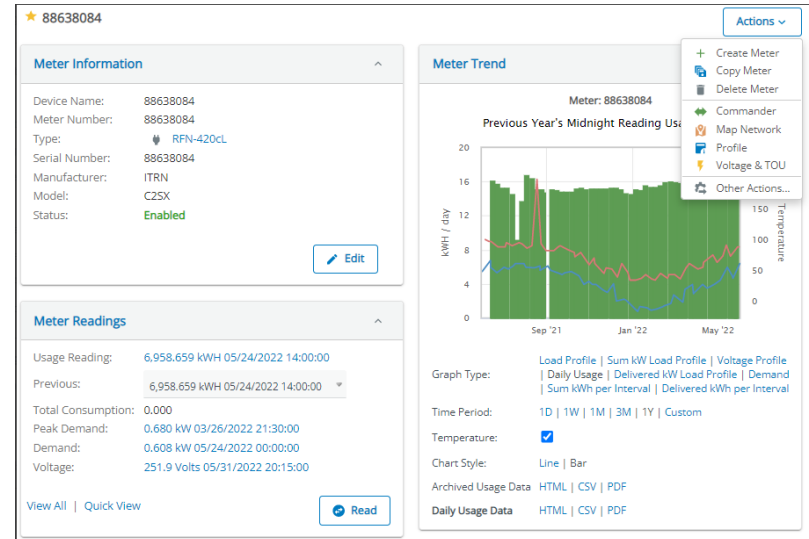 88638084
Actions
Meter Information
Device Name: 88638084
Meter Number: 88638084
Type: RFN-420cL
Serial Number: 88638084
Manufacturer: ITRN
Model: C2SX
Status: Enabled
Edit
Meter Readings
Usage Reading: 6,958.659 kWH 05/24/2022 14:00:00
Previous: 6,958.659 kWH 05/24/2022 14:00:00
Total Consumption: 0.000
Peak Demand: 0.680 kW 03/26/2022 21:30:00
Demand: 0.608 kW 05/24/2022 00:00:00
Voltage: 251.9 Volts 05/31/2022 20:15:00
View All | Quick View
Read
Meter Trend
Create Meter
Copy Meter
Delete Meter
Commander
Map Network
Profile
Voltage & TOU
Other Actions...
Meter: 88638084
Previous Year's Midnight Reading
20
16
12
8
4
0
kWH / day
150
100
50
0
Temperature
Sep '21 Jan '22 May '22
Graph Type: Load Profile | Sum kW Load Profile | Voltage Profile
| Daily Usage | Delivered kW Load Profile | Demand
| Sum kWh per Interval | Delivered kWh per Interval
Time Period: 1D | 1W | 1M | 3M | 1Y | Custom
Temperature:
Chart Style: Line | Bar
Archived Usage Data HTML | CSV | PDF
Daily Usage Data HTML | CSV | PDF